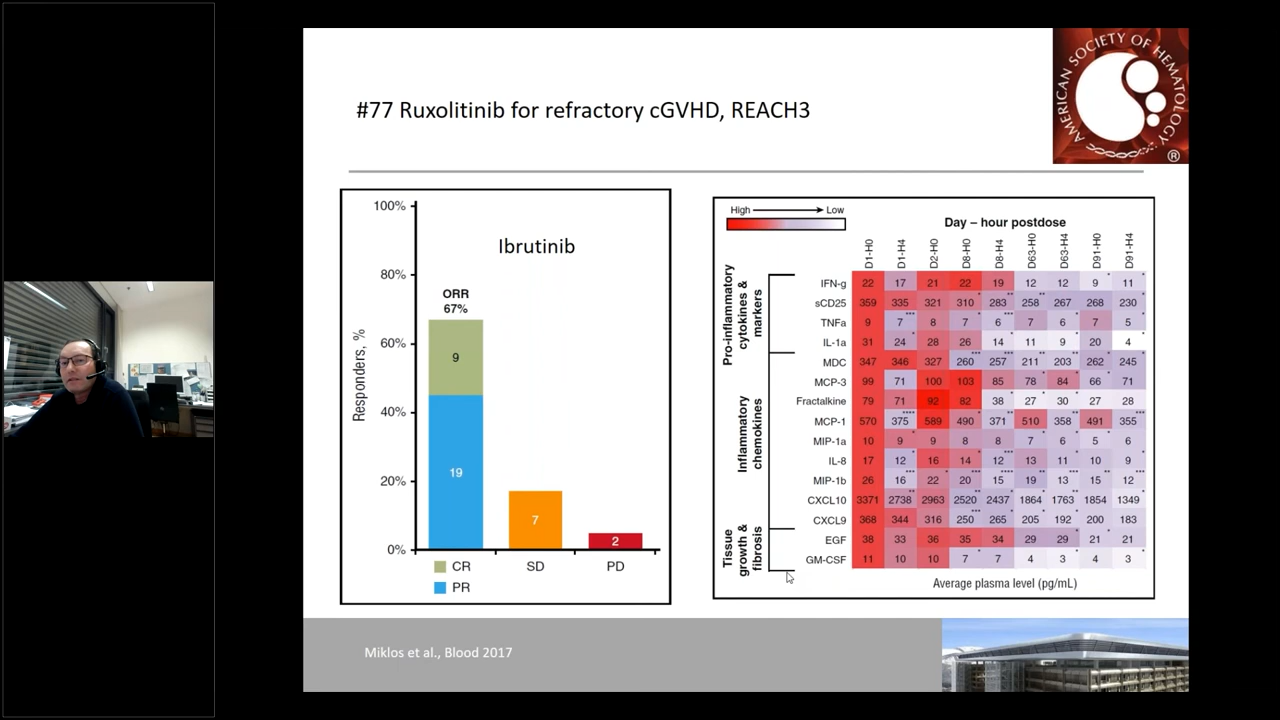 #77 Ruxolitinib for refractory cGVHD, REACH3
AMERICAN SOCIETY OF HEMATOLOGY
®
Ibrutinib
Responders, %
100%
80%
60%
40%
20%
0%
ORR
67%
9
19
7
2
CR
PR
SD
PD
High Low
Day – hour postdose
D1-H0 D1-H4 D2-H0 D8-H0 D8-H4 D63-H0 D63-H4 D91-H0 D91-H4
Pro-inflammatory
cytokines &
markers
IFN-g 22 17 21 22 19 12 12 9* 11*
sCD25 359 335 321 310* 283** 258** 267 268 230*
TNFa 9 7*** 8 7* 6*** 7 6* 7 5*
IL-1a 31 24* 28 26 14* 11 9* 20 4*
Inflammatory
chemokines
MDC 347 346 327 260*** 257*** 211** 203** 262* 245*
MCP-3 99 71 100 103 85 78* 84* 66* 71
Fractalkine 79 71 92 82 38* 27* 30* 27 28
MCP-1 570 375**** 589 490* 371** 510 358 491 355***
MIP-1a 10 9* 9 8 8 7* 6* 5* 6
IL-8 17 12* 16 14* 12*** 13 11* 10 9*
MIP-1b 26 16*** 22* 20*** 15**** 19** 13*** 15** 12***
CXCL10 3371 2738** 2963 2520** 2437* 1864* 1763** 1854 1349*
CXCL9 368 344 316 250*** 265* 205* 192* 200 183
Tissue
growth &
fibrosis
EGF 38 33 36 35 34 29 29* 21* 21
GM-CSF 11 10 10 7* 7 4 3* 4 3*
Average plasma level (pg/mL)
Miklos et al., Blood 2017